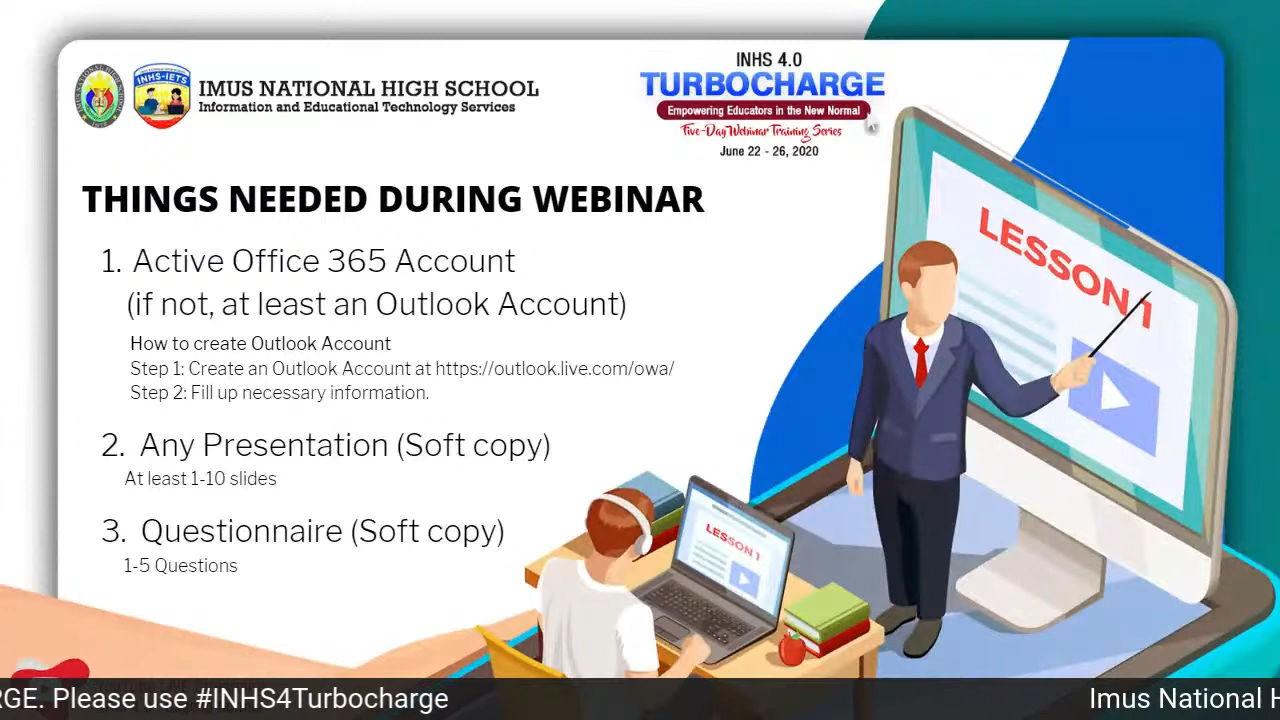 INHS-IETS
IMUS NATIONAL HIGH SCHOOL
Information and Educational Technology Services
INHS 4.0
TURBOCHARGE
Empowering Educators in the New Normal
Five-Day Webinar Training Series
June 22 - 26, 2020
THINGS NEEDED DURING WEBINAR
1. Active Office 365 Account
(if not, at least an Outlook Account)
How to create Outlook Account
Step 1: Create an Outlook Account at https://outlook.live.com/owa/
Step 2: Fill up necessary information.
2. Any Presentation (Soft copy)
At least 1-10 slides
3. Questionnaire (Soft copy)
1-5 Questions
LESSON 1
LESSON 1
RGE. Please use #INHS4Turbocharge
Imus National H